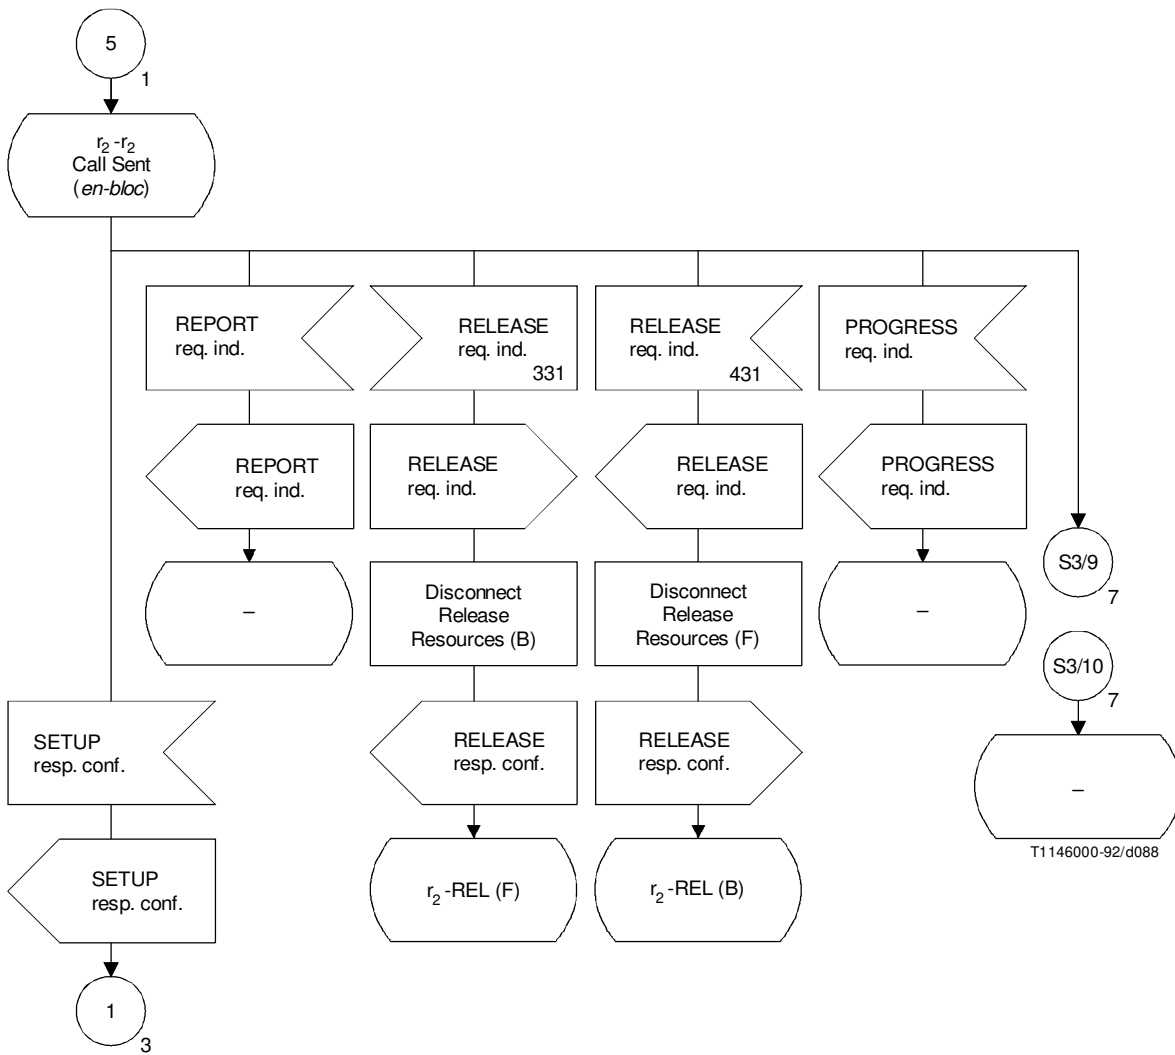 5
1
r2 -r2
Call Sent
(en-bloc)
REPORT
req. ind.
RELEASE
req. ind.
331
RELEASE
req. ind.
431
PROGRESS
req. ind.
REPORT
req. ind.
RELEASE
req. ind.
RELEASE
req. ind.
PROGRESS
req. ind.
–
Disconnect
Release
Resources (B)
Disconnect
Release
Resources (F)
–
S3/9
7
S3/10
7
SETUP
resp. conf.
RELEASE
resp. conf.
RELEASE
resp. conf.
–
T1146000-92/d088
SETUP
resp. conf.
r2 -REL (F)
r2 -REL (B)
1
3